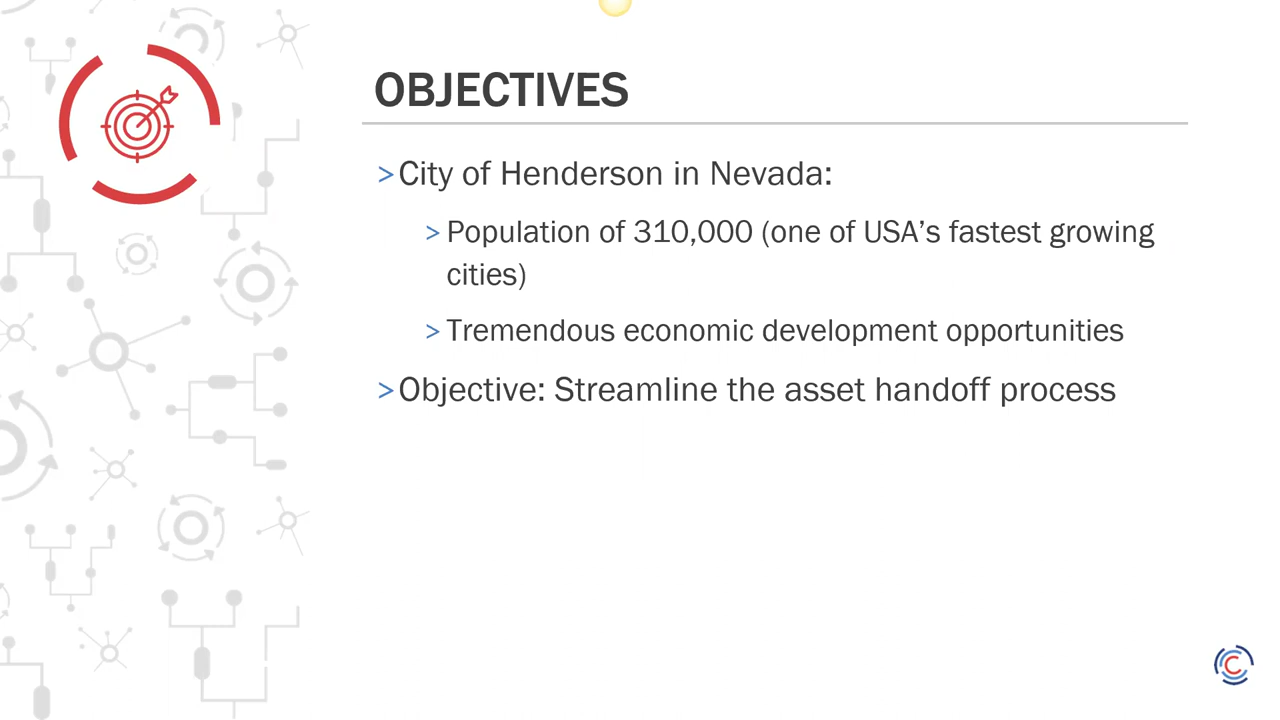 OBJECTIVES
>City of Henderson in Nevada:
> Population of 310,000 (one of USA's fastest growing
cities)
> Tremendous economic development opportunities
>Objective: Streamline the asset handoff process
C